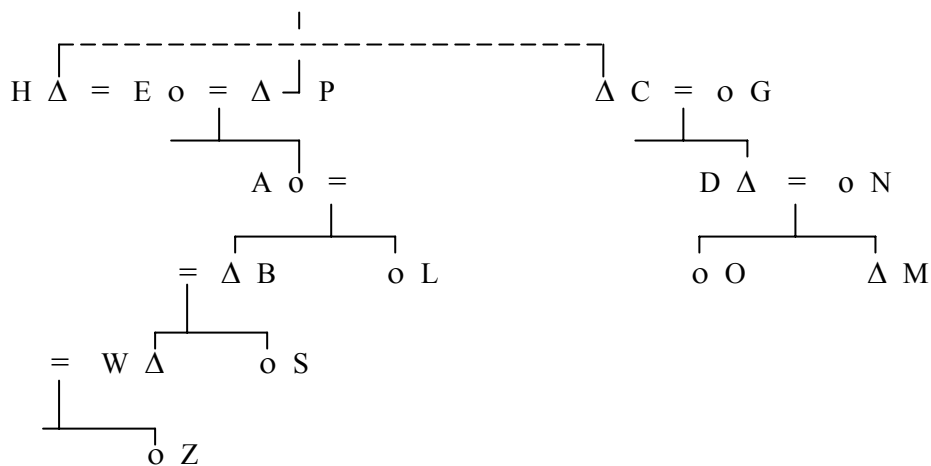 H Δ = E o = Δ P Δ C = o G
A o = D Δ = o N
= Δ B o L o O Δ M
= W Δ o S
o Z